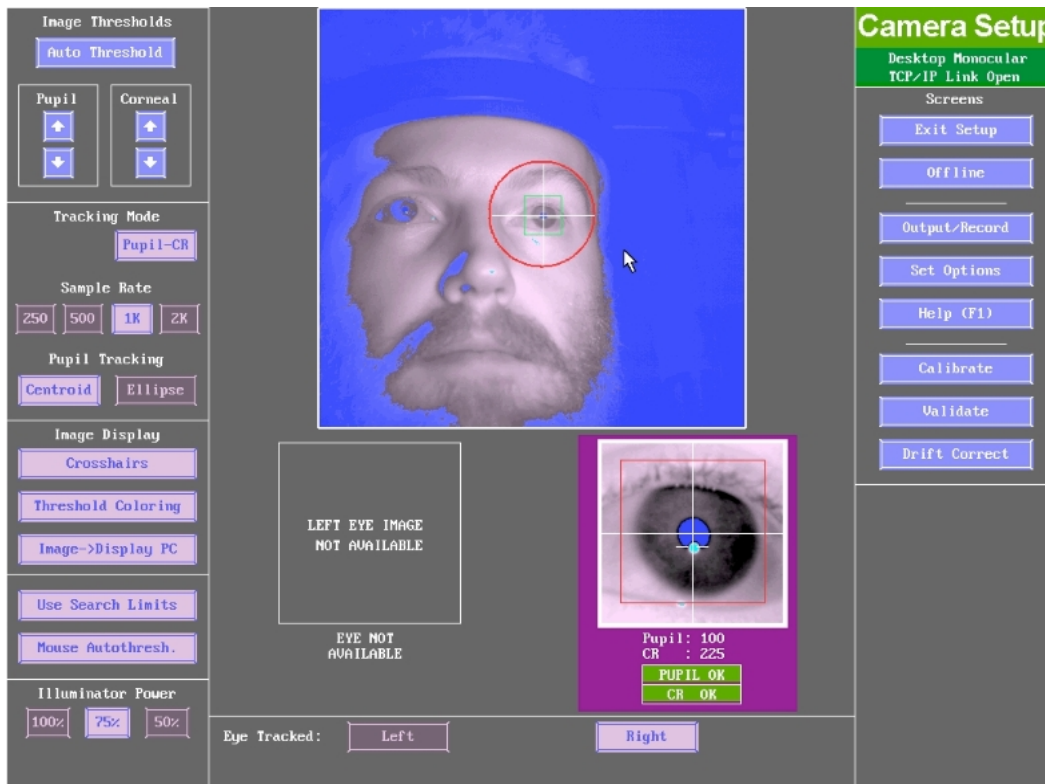 Image Thresholds
Auto Threshold
Pupil
Corneal
Tracking Mode
Pupil-CR
Sample Rate
250 500 1K 2K
Pupil Tracking
Centroid Ellipse
Image Display
Crosshairs
Threshold Coloring
Image->Display PC
Use Search Limits
Mouse Autothresh.
Illuminator Power
100% 75% 50%
LEFT EYE IMAGE
NOT AVAILABLE
EYE NOT
AVAILABLE
Pupil: 100
CR : 225
PUPIL OK
CR OK
Eye Tracked: Left Right
Camera Setup
Desktop Monocular
TCP/IP Link Open
Screens
Exit Setup
Offline
Output/Record
Set Options
Help (F1)
Calibrate
Validate
Drift Correct